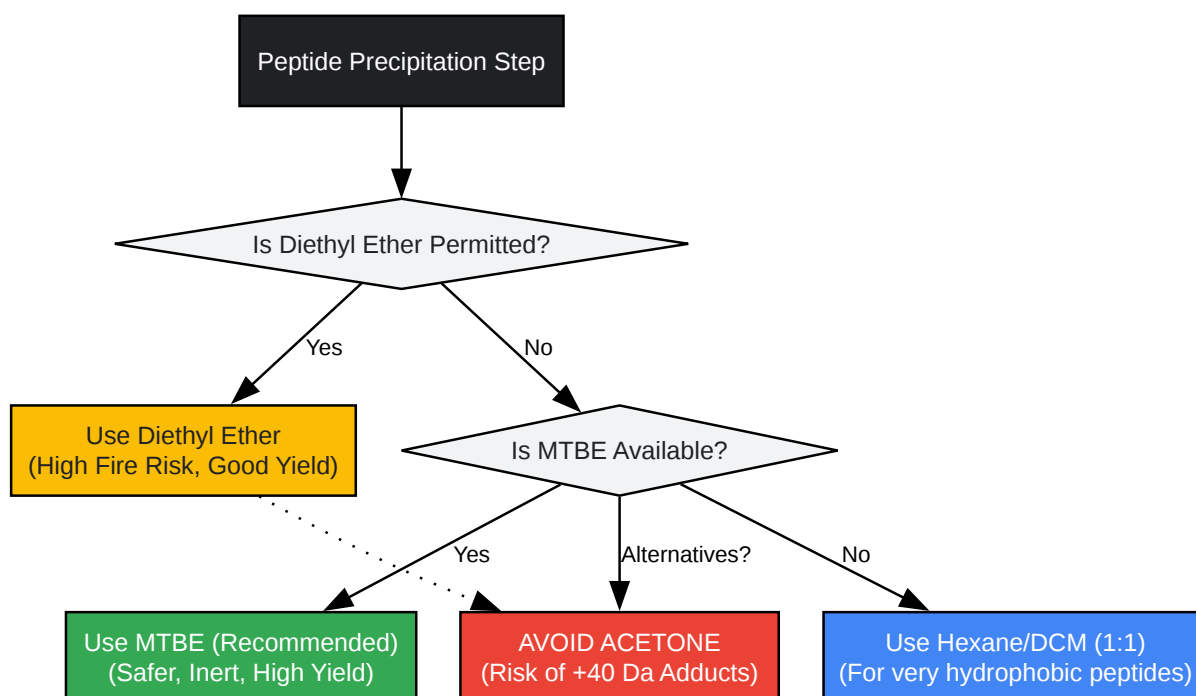 Peptide Precipitation Step
Is Diethyl Ether Permitted?
Yes
No
Use Diethyl Ether
(High Fire Risk, Good Yield)
Is MTBE Available?
Yes
Alternatives?
No
Use MTBE (Recommended)
(Safer, Inert, High Yield)
AVOID ACETONE
(Risk of +40 Da Adducts)
Use Hexane/DCM (1:1)
(For very hydrophobic peptides)